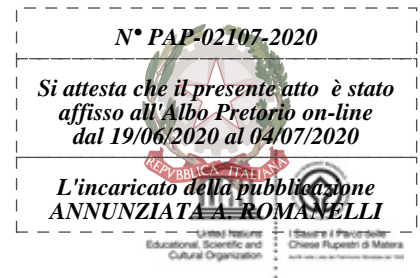 N° PAP-02107-2020
Si attesta che il presente atto è stato
affisso all'Albo Pretorio on-line
dal 19/06/2020 al 04/07/2020
L'incaricato della pubblicazione
ANNUNZIATA A. ROMANELLI
REPVBBLICA ITALIANA
United Nations
Educational, Scientific and
Cultural Organization
I Sassi e il Parco delle
Chiese Rupestri di Matera